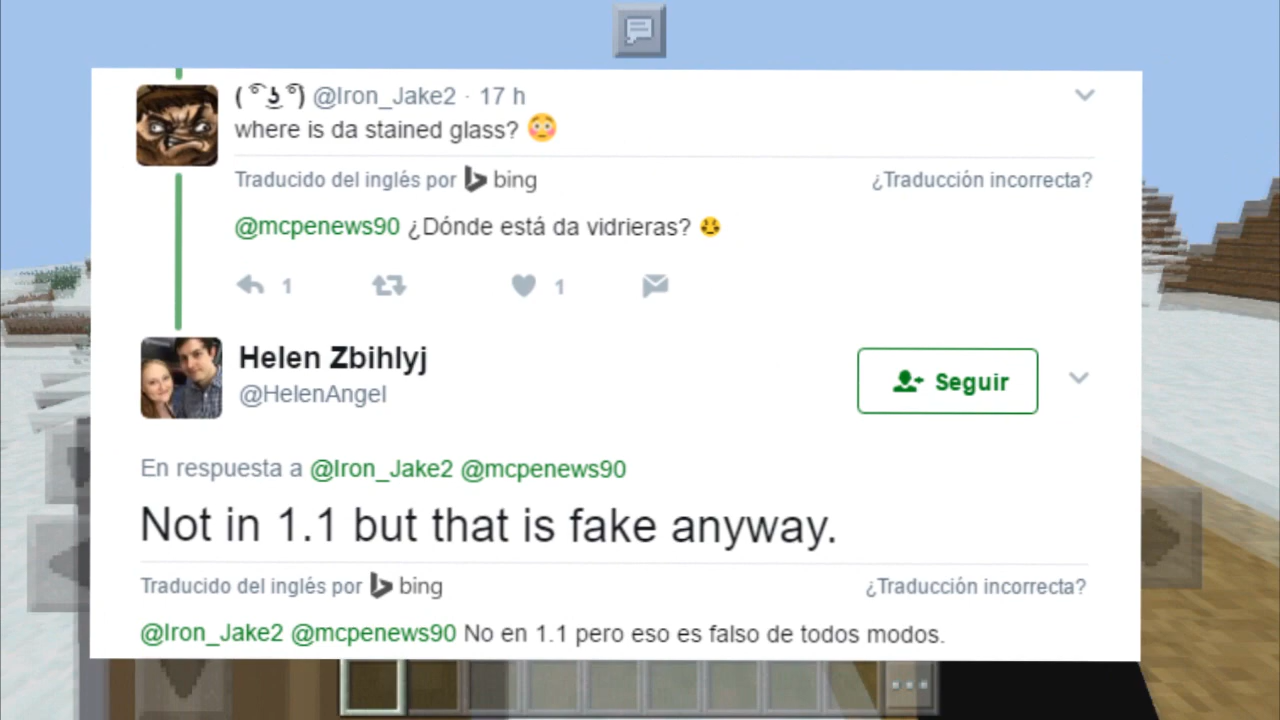 ( ͡° ͜ʖ ͡°) @Iron_Jake2 · 17 h
where is da stained glass? 😳
Traducido del inglés por bing ¿Traducción incorrecta?
@mcpenews90 ¿Dónde está da vidrieras?
1 1
Helen Zbihlyj
@HelenAngel
Seguir
En respuesta a @Iron_Jake2 @mcpenews90
Not in 1.1 but that is fake anyway.
Traducido del inglés por bing ¿Traducción incorrecta?
@Iron_Jake2 @mcpenews90 No en 1.1 pero eso es falso de todos modos.